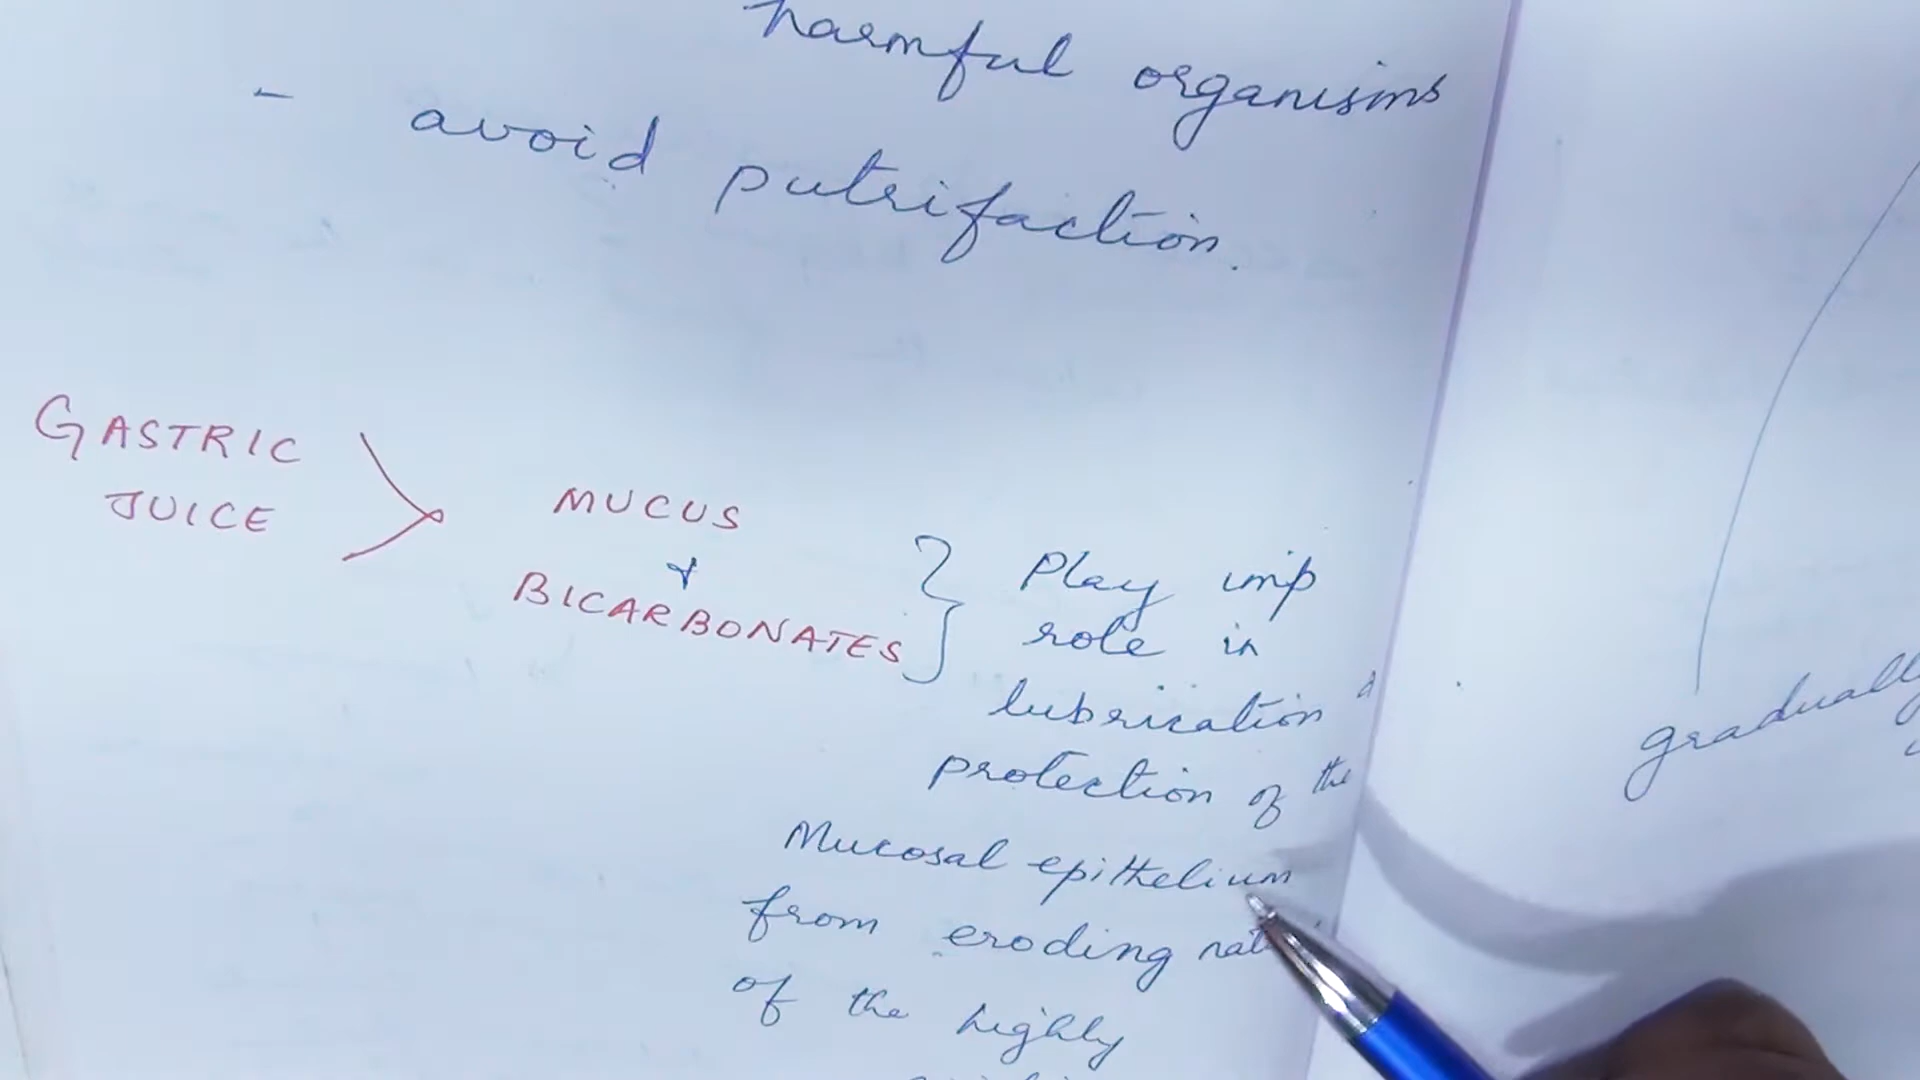 harmful organisms
- avoid putrifaction.
GASTRIC
JUICE
MUCUS
+
BICARBONATES
Play imp
role in
lubrication
protection of the
Mucosal epithelium
from eroding
of the highly
gradually